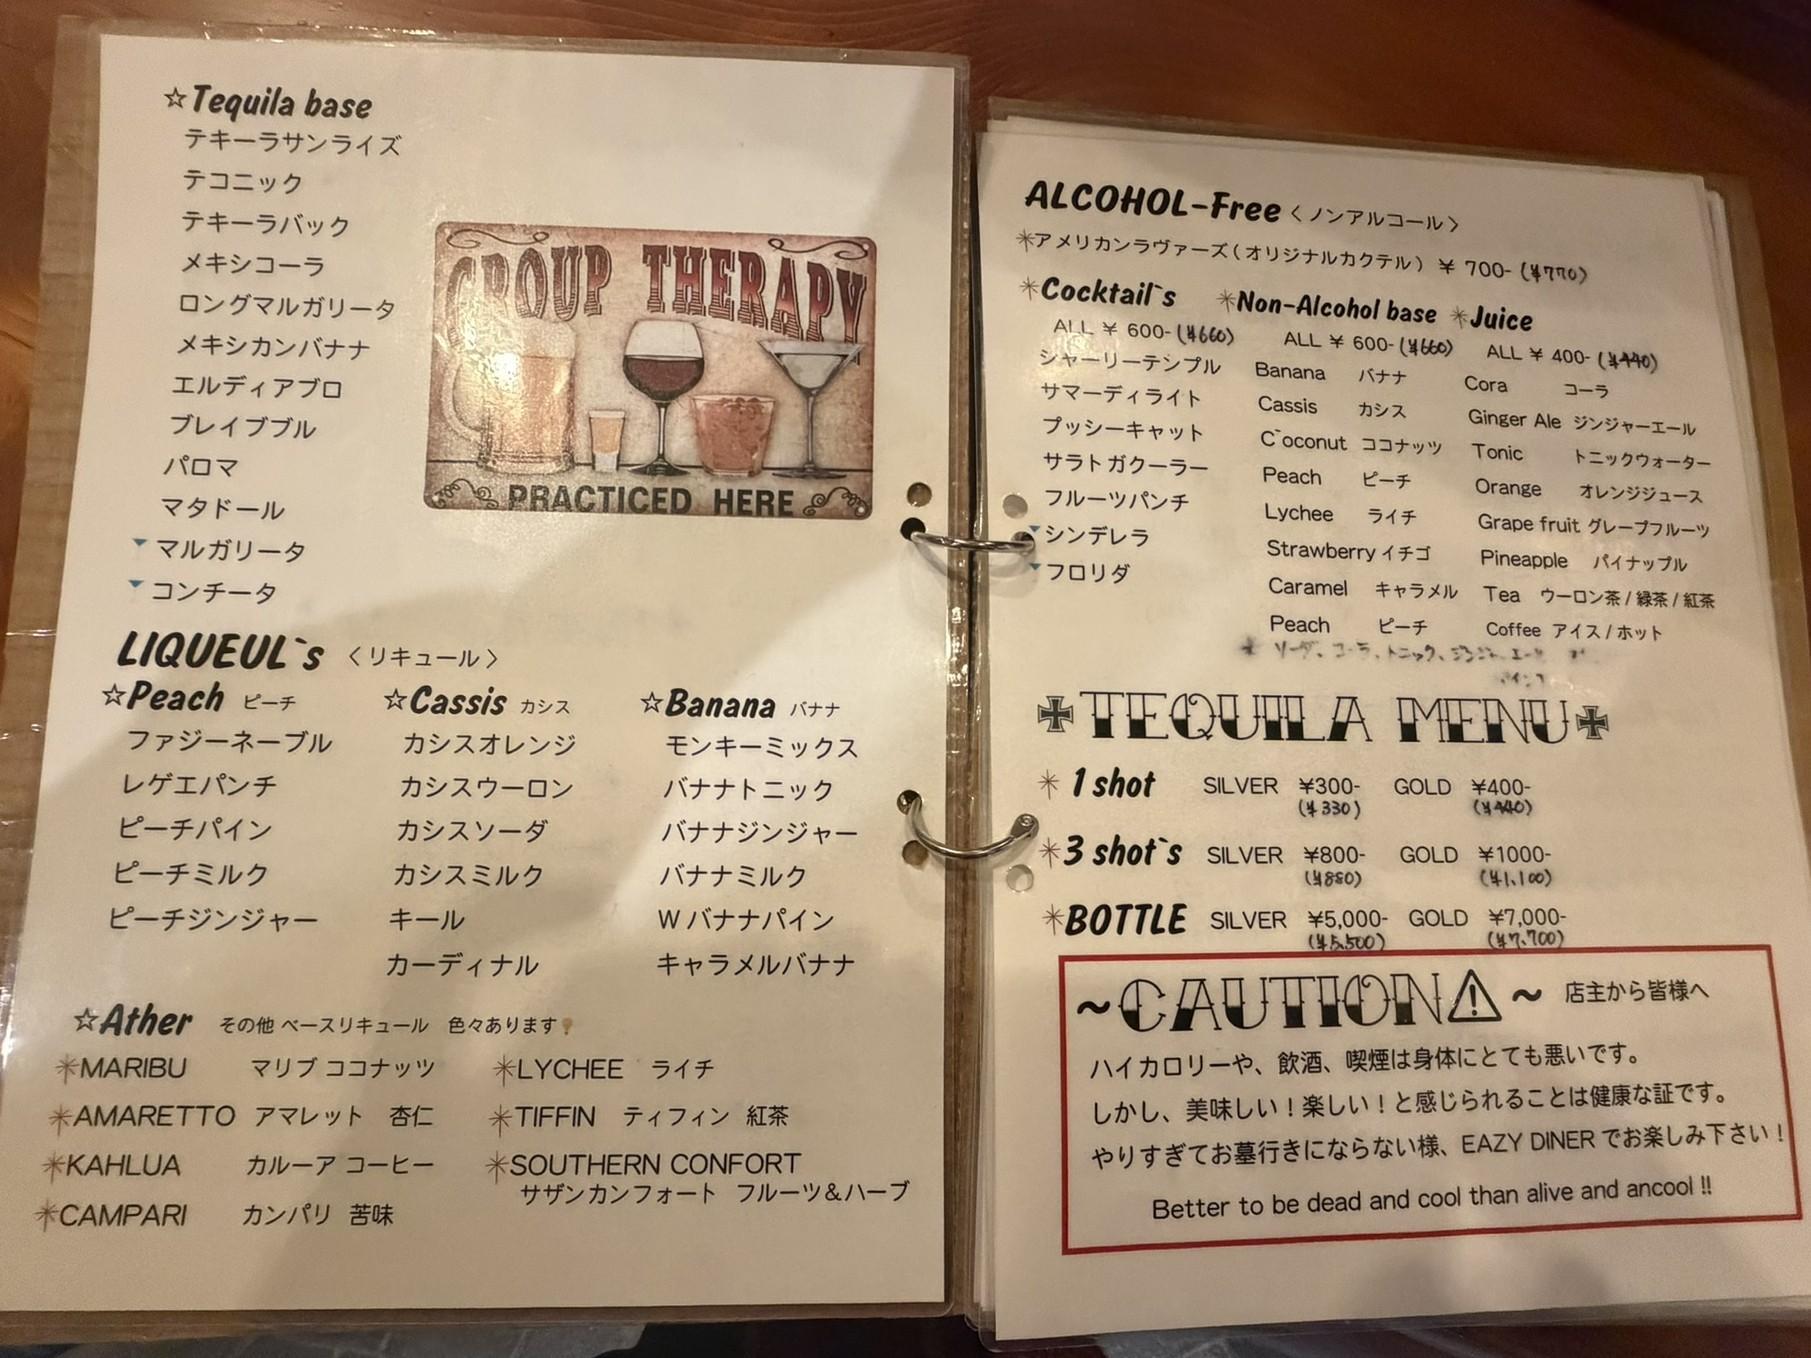 ☆Tequila base
テキーラサンライズ
テコニック
テキーラバック
メキシコーラ
ロングマルガリータ
メキシカンバナナ
エルディアブロ
ブレイブブル
パロマ
マタドール
マルガリータ
コンチータ
GROUP THERAPY
PRACTICED HERE
LIQUEUL`s 〈リキュール〉
☆Peach ピーチ
ファジーネーブル
レゲエパンチ
ピーチパイン
ピーチミルク
ピーチジンジャー
☆Cassis カシス
カシスオレンジ
カシスウーロン
カシスソーダ
カシスミルク
キール
カーディナル
☆Banana バナナ
モンキーミックス
バナナトニック
バナナジンジャー
バナナミルク
W バナナパイン
キャラメルバナナ
☆Ather その他 ベースリキュール 色々あります
✳MARIBU マリブ ココナッツ
✳AMARETTO アマレット 杏仁
✳KAHLUA カルーア コーヒー
✳CAMPARI カンパリ 苦味
✳LYCHEE ライチ
✳TIFFIN ティフィン 紅茶
✳SOUTHERN CONFORT
サザンカンフォート フルーツ&ハーブ
ALCOHOL-Free〈ノンアルコール〉
✳アメリカンラヴァーズ(オリジナルカクテル) ¥ 700- (¥770)
✳Cocktail`s
ALL ¥ 600- (¥660)
シャーリーテンプル
サマーディライト
プッシーキャット
サラトガクーラー
フルーツパンチ
シンデレラ
フロリダ
✳Non-Alcohol base
ALL ¥ 600- (¥660)
Banana バナナ
Cassis カシス
C`oconut ココナッツ
Peach ピーチ
Lychee ライチ
Strawberry イチゴ
Caramel キャラメル
Peach ピーチ
✳Juice
ALL ¥ 400- (¥440)
Cora コーラ
Ginger Ale ジンジャーエール
Tonic トニックウォーター
Orange オレンジジュース
Grape fruit グレープフルーツ
Pineapple パイナップル
Tea ウーロン茶 / 緑茶 / 紅茶
Coffee アイス / ホット
ソーダ、コーラ、トニック、
TEQUILA MENU
✳ 1 shot SILVER ¥300- GOLD ¥400-
(¥330) (¥440)
✳3 shot`s SILVER ¥800- GOLD ¥1000-
(¥880) (¥1,100)
✳BOTTLE SILVER ¥5,000- GOLD ¥7,000-
(¥5,500) (¥7,700)
~CAUTION⚠~ 店主から皆様へ
ハイカロリーや、飲酒、喫煙は身体にとても悪いです。
しかし、美味しい！楽しい！と感じられることは健康な証です。
やりすぎてお墓行きにならない様、EAZY DINER でお楽しみ下さい！
Better to be dead and cool than alive and ancool !!